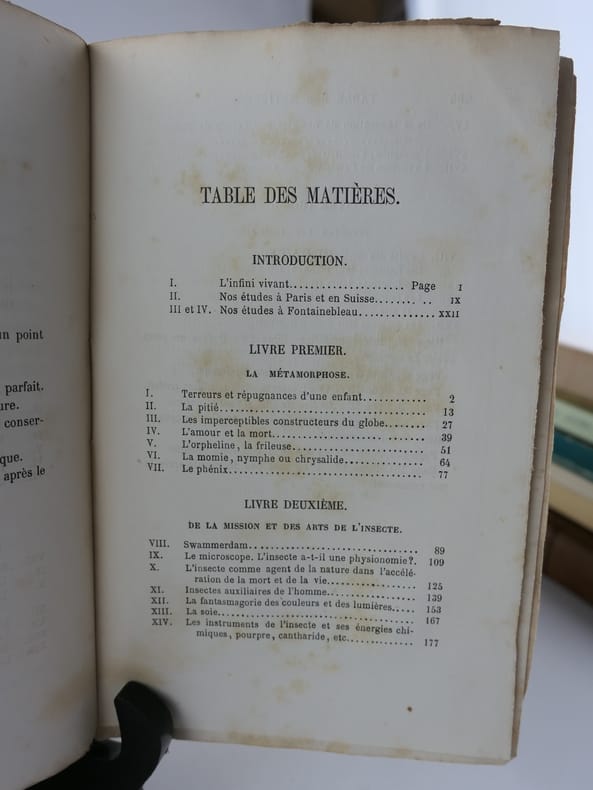 un point
parfait.
ure.
conser-
que.
après le
TABLE DES MATIÈRES.
INTRODUCTION.
I. L'infini vivant..................... Page I
II. Nos études à Paris et en Suisse........ .. IX
III et IV. Nos études à Fontainebleau.............. XXII
LIVRE PREMIER.
LA MÉTAMORPHOSE.
I. Terreurs et répugnances d'une enfant............ 2
II. La pitié....................................... 13
III. Les imperceptibles constructeurs du globe........ 27
IV. L'amour et la mort..................... ....... 39
V. L'orpheline, la frileuse........................ 51
VI. La momie, nymphe ou chrysalide............... 64
VII. Le phénix.................................... 77
LIVRE DEUXIÈME.
DE LA MISSION ET DES ARTS DE L'INSECTE.
VIII. Swammerdam................................ 89
IX. Le microscope. L'insecte a-t-il une physionomie?. 109
X. L'insecte comme agent de la nature dans l'accélé-
ration de la mort et de la vie................. 125
XI. Insectes auxiliaires de l'homme................ 139
XII. La fantasmagorie des couleurs et des lumières..... 153
XIII. La soie.................................... 167
XIV. Les instruments de l'insecte et ses énergies chi-
miques, pourpre, cantharide, etc............. 177